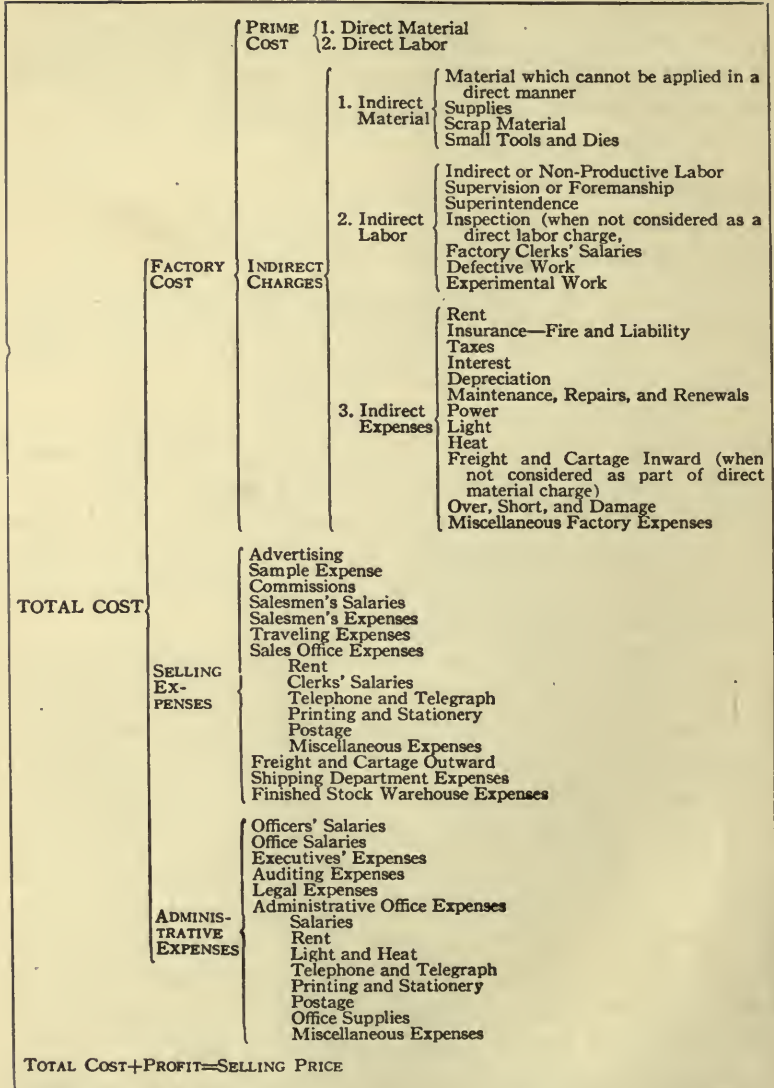 PRIME COST
1. Direct Material
2. Direct Labor
1. Indirect Material
Material which cannot be applied in a
direct manner
Supplies
Scrap Material
Small Tools and Dies
2. Indirect Labor
Indirect or Non-Productive Labor
Supervision or Foremanship
Superintendence
Inspection (when not considered as a
direct labor charge,
Factory Clerks' Salaries
Defective Work
Experimental Work
FACTORY COST
INDIRECT CHARGES
3. Indirect Expenses
Rent
Insurance—Fire and Liability
Taxes
Interest
Depreciation
Maintenance, Repairs, and Renewals
Power
Light
Heat
Freight and Cartage Inward (when
not considered as part of direct
material charge)
Over, Short, and Damage
Miscellaneous Factory Expenses
TOTAL COST
SELLING
EX-
PENSES
Advertising
Sample Expense
Commissions
Salesmen's Salaries
Salesmen's Expenses
Traveling Expenses
Sales Office Expenses
Rent
Clerks' Salaries
Telephone and Telegraph
Printing and Stationery
Postage
Miscellaneous Expenses
Freight and Cartage Outward
Shipping Department Expenses
Finished Stock Warehouse Expenses
ADMINIS-
TRATIVE
EXPENSES
Officers' Salaries
Office Salaries
Executives' Expenses
Auditing Expenses
Legal Expenses
Administrative Office Expenses
Salaries
Rent
Light and Heat
Telephone and Telegraph
Printing and Stationery
Postage
Office Supplies
Miscellaneous Expenses
TOTAL COST+PROFIT=SELLING PRICE